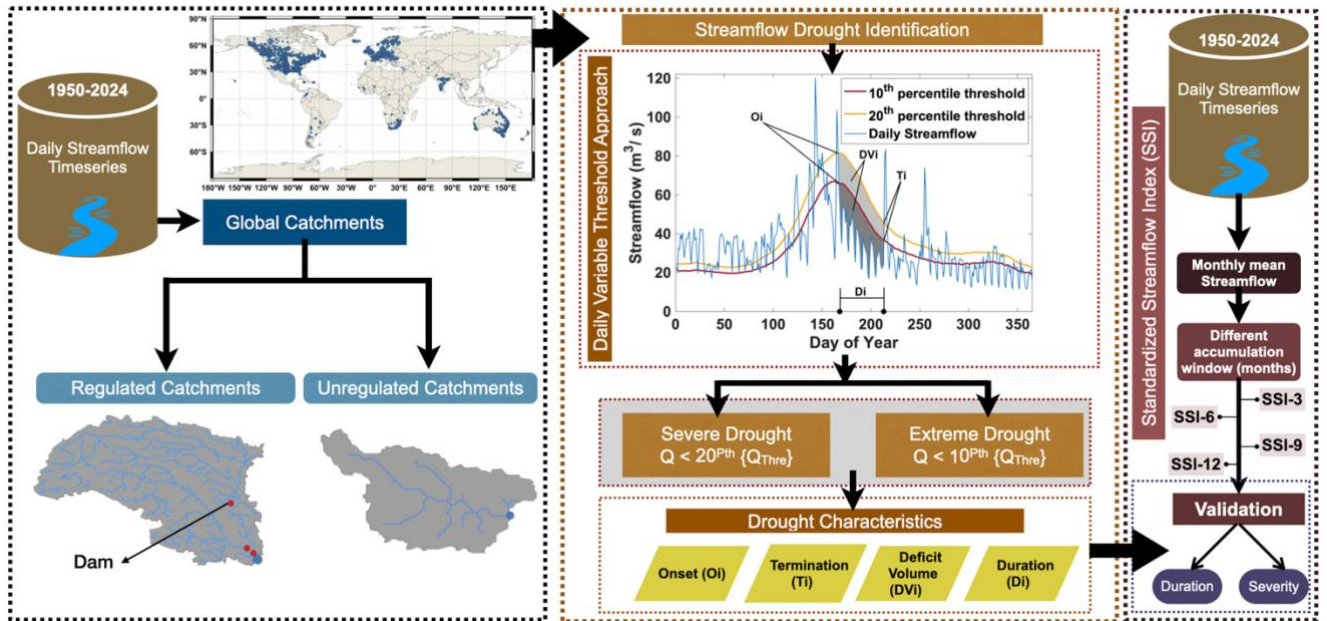 1950-2024
Daily Streamflow
Timeseries
90°N
60°N
30°N
0°
30°S
60°S
180°W 150°W 120°W 90°W 60°W 30°W 0° 30°E 60°E 90°E 120°E 150°E
Global Catchments
Regulated Catchments
Unregulated Catchments
Dam
Streamflow Drought Identification
Daily Variable Threshold Approach
10th percentile threshold
20th percentile threshold
Daily Streamflow
Oi
DVi
Ti
Di
Streamflow (m3/ s)
120
100
80
60
40
20
0
0 50 100 150 200 250 300 350
Day of Year
Severe Drought
Q < 20Pth {QThre}
Extreme Drought
Q < 10Pth {QThre}
Drought Characteristics
Onset (Oi)
Termination
(Ti)
Deficit
Volume
(DVi)
Duration
(Di)
Standardized Streamflow Index (SSI)
1950-2024
Daily Streamflow
Timeseries
Monthly mean
Streamflow
Different
accumulation
window (months)
SSI-3
SSI-6
SSI-9
SSI-12
Validation
Duration
Severity